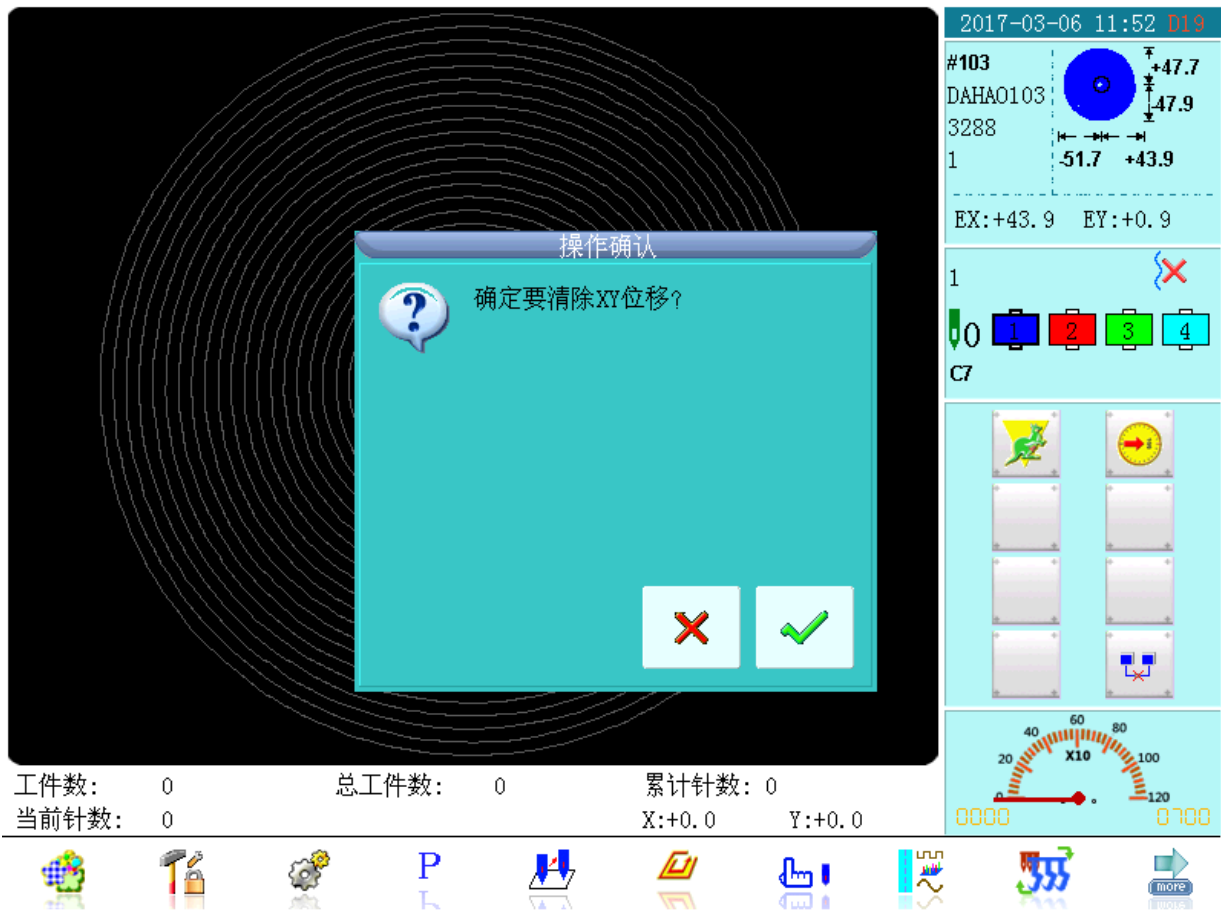 2017-03-06 11:52 D19
#103
DAHAO103
3288
1
+47.7
-47.9
-51.7 +43.9
EX:+43.9 EY:+0.9
操作确认
确定要清除XY位移?
1
0 1 2 3 4
C7
0 20 40 60 80 100 120
X10
0000 0700
工件数: 0 总工件数: 0 累计针数: 0
当前针数: 0 X:+0.0 Y:+0.0
P
more